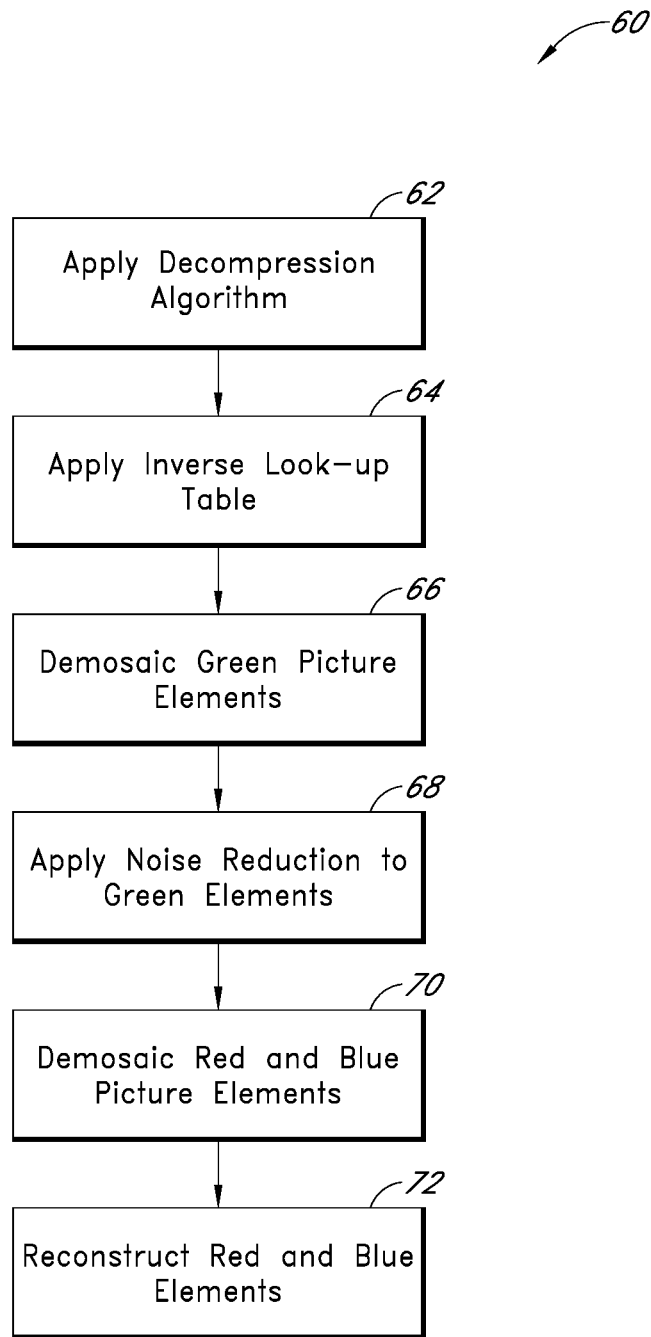 60
62
Apply Decompression
Algorithm
64
Apply Inverse Look-up
Table
66
Demosaic Green Picture
Elements
68
Apply Noise Reduction to
Green Elements
70
Demosaic Red and Blue
Picture Elements
72
Reconstruct Red and Blue
Elements